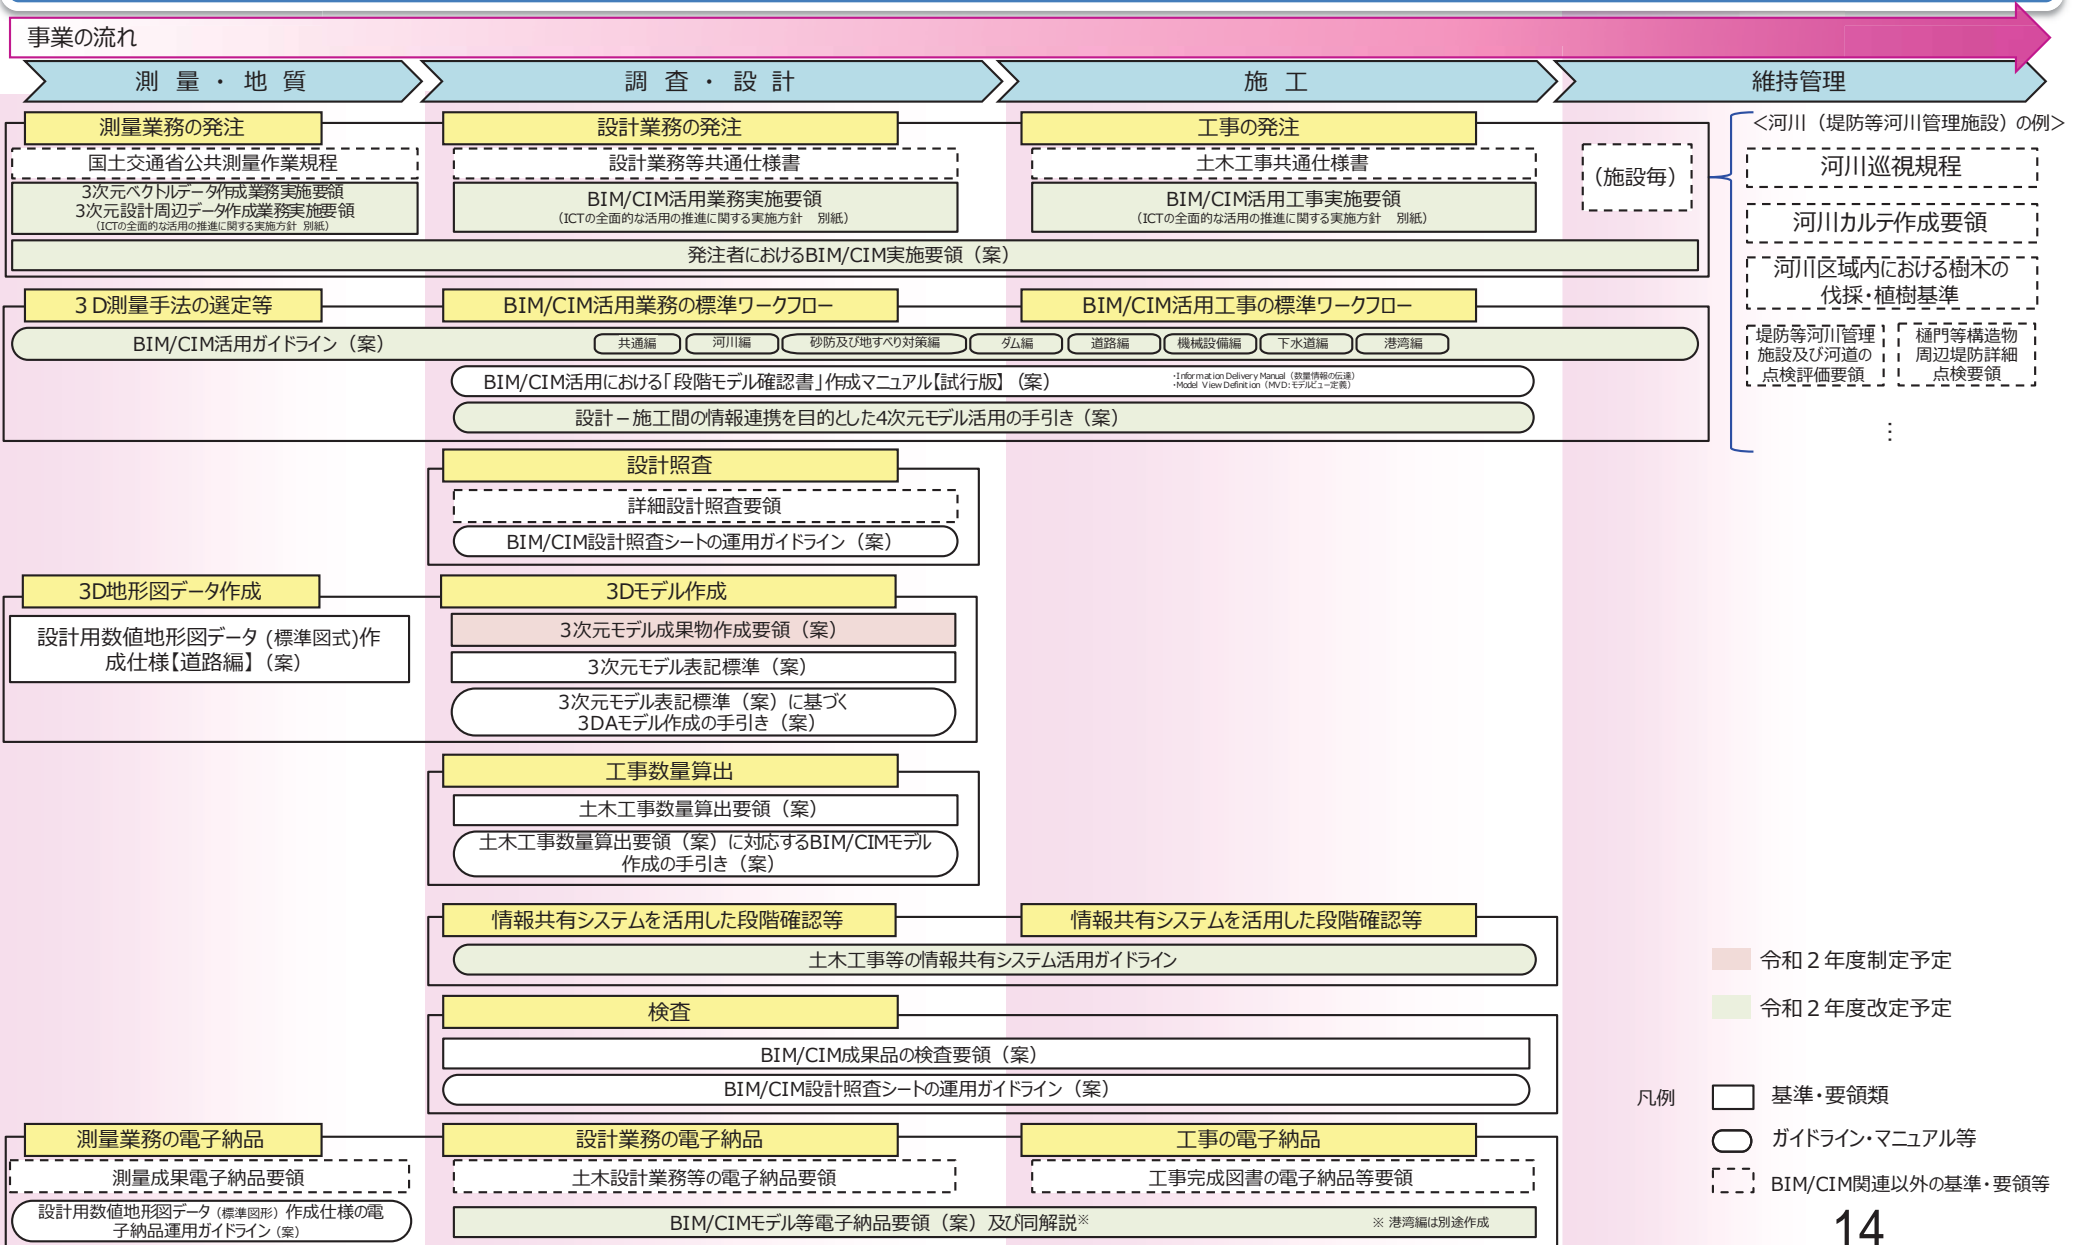 事業の流れ
測 量 ・ 地 質
調 査 ・ 設 計
施 工
維持管理
測量業務の発注
設計業務の発注
工事の発注
国土交通省公共測量作業規程
設計業務等共通仕様書
土木工事共通仕様書
3次元ベクトルデータ作成業務実施要領
3次元設計周辺データ作成業務実施要領
(ICTの全面的な活用の推進に関する実施方針 別紙)
BIM/CIM活用業務実施要領
(ICTの全面的な活用の推進に関する実施方針 別紙)
BIM/CIM活用工事実施要領
(ICTの全面的な活用の推進に関する実施方針 別紙)
発注者におけるBIM/CIM実施要領（案）
（施設毎）
＜河川（堤防等河川管理施設）の例＞
河川巡視規程
河川カルテ作成要領
河川区域内における樹木の
伐採・植樹基準
堤防等河川管理
施設及び河道の
点検評価要領
樋門等構造物
周辺堤防詳細
点検要領
⋮
３D測量手法の選定等
BIM/CIM活用業務の標準ワークフロー
BIM/CIM活用工事の標準ワークフロー
BIM/CIM活用ガイドライン（案）
共通編
河川編
砂防及び地すべり対策編
ダム編
道路編
機械設備編
下水道編
港湾編
BIM/CIM活用における「段階モデル確認書」作成マニュアル【試行版】（案）
・Information Delivery Manual（数量情報の伝達）
・Model View Definition（MVD:モデルビュー定義）
設計－施工間の情報連携を目的とした4次元モデル活用の手引き（案）
設計照査
詳細設計照査要領
BIM/CIM設計照査シートの運用ガイドライン（案）
3D地形図データ作成
3Dモデル作成
設計用数値地形図データ (標準図式)作
成仕様【道路編】（案）
3次元モデル成果物作成要領（案）
3次元モデル表記標準（案）
3次元モデル表記標準（案）に基づく
3DAモデル作成の手引き（案）
工事数量算出
土木工事数量算出要領（案）
土木工事数量算出要領（案）に対応するBIM/CIMモデル
作成の手引き（案）
情報共有システムを活用した段階確認等
情報共有システムを活用した段階確認等
土木工事等の情報共有システム活用ガイドライン
検査
BIM/CIM成果品の検査要領（案）
BIM/CIM設計照査シートの運用ガイドライン（案）
測量業務の電子納品
設計業務の電子納品
工事の電子納品
測量成果電子納品要領
土木設計業務等の電子納品要領
工事完成図書の電子納品等要領
設計用数値地形図データ（標準図形）作成仕様の電
子納品運用ガイドライン（案）
BIM/CIMモデル等電子納品要領（案）及び同解説※
※ 港湾編は別途作成
令和２年度制定予定
令和２年度改定予定
凡例
基準・要領類
ガイドライン・マニュアル等
BIM/CIM関連以外の基準・要領等
14